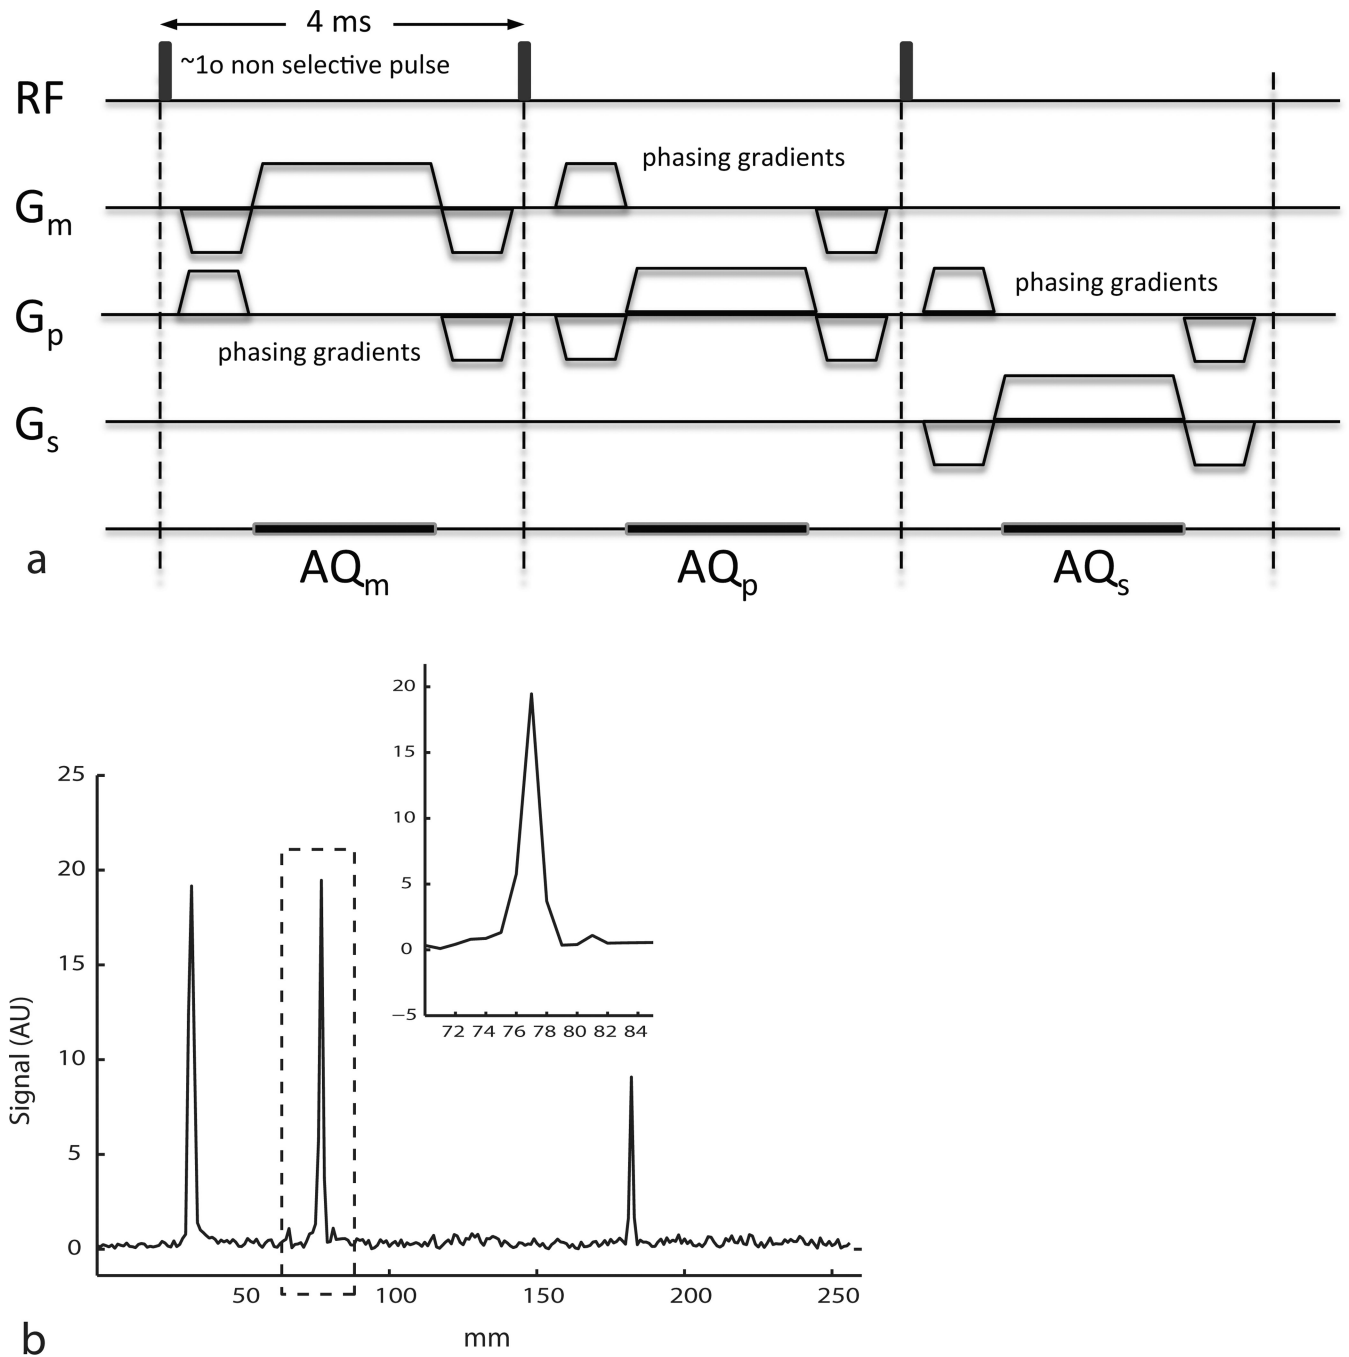 4 ms
~1o non selective pulse
RF
phasing gradients
Gm
phasing gradients
Gp
phasing gradients
Gs
a
AQm AQp AQs
20
15
10
5
0
−5
72 74 76 78 80 82 84
25
20
15
10
5
0
Signal (AU)
50 100 150 200 250
mm
b